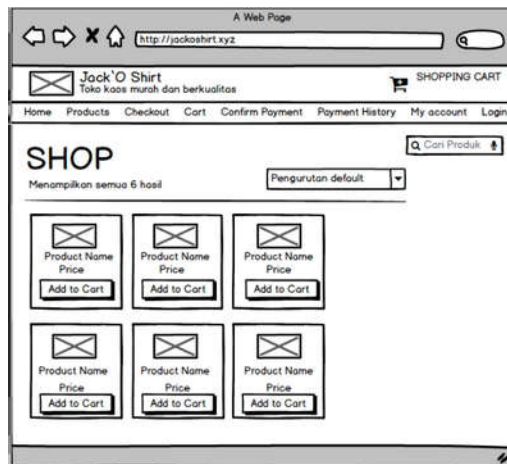 A Web Page
http://jackoshirt.xyz
Jack'O Shirt
Toko kaos murah dan berkualitas
SHOPPING CART
Home Products Checkout Cart Confirm Payment Payment History My account Login
Cari Produk
SHOP
Menampilkan semua 6 hasil
Pengurutan default
Product Name Product Name Product Name
Price Price Price
Add to Cart Add to Cart Add to Cart
Product Name Product Name Product Name
Price Price Price
Add to Cart Add to Cart Add to Cart